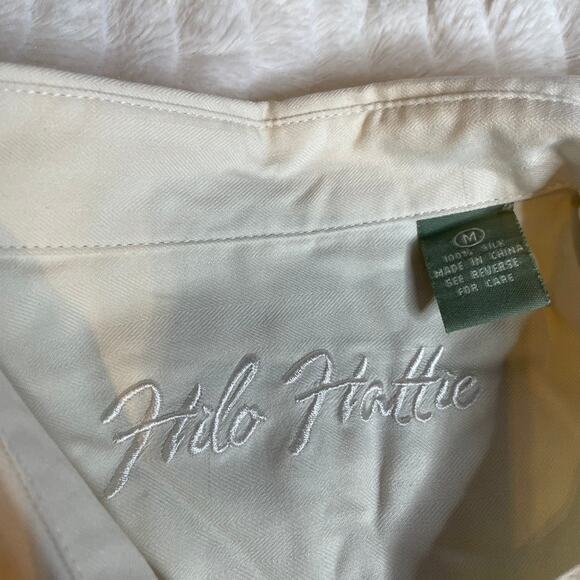 M
100% SILK
MADE IN CHINA
SEE REVERSE
FOR CARE
Hilo Hattie